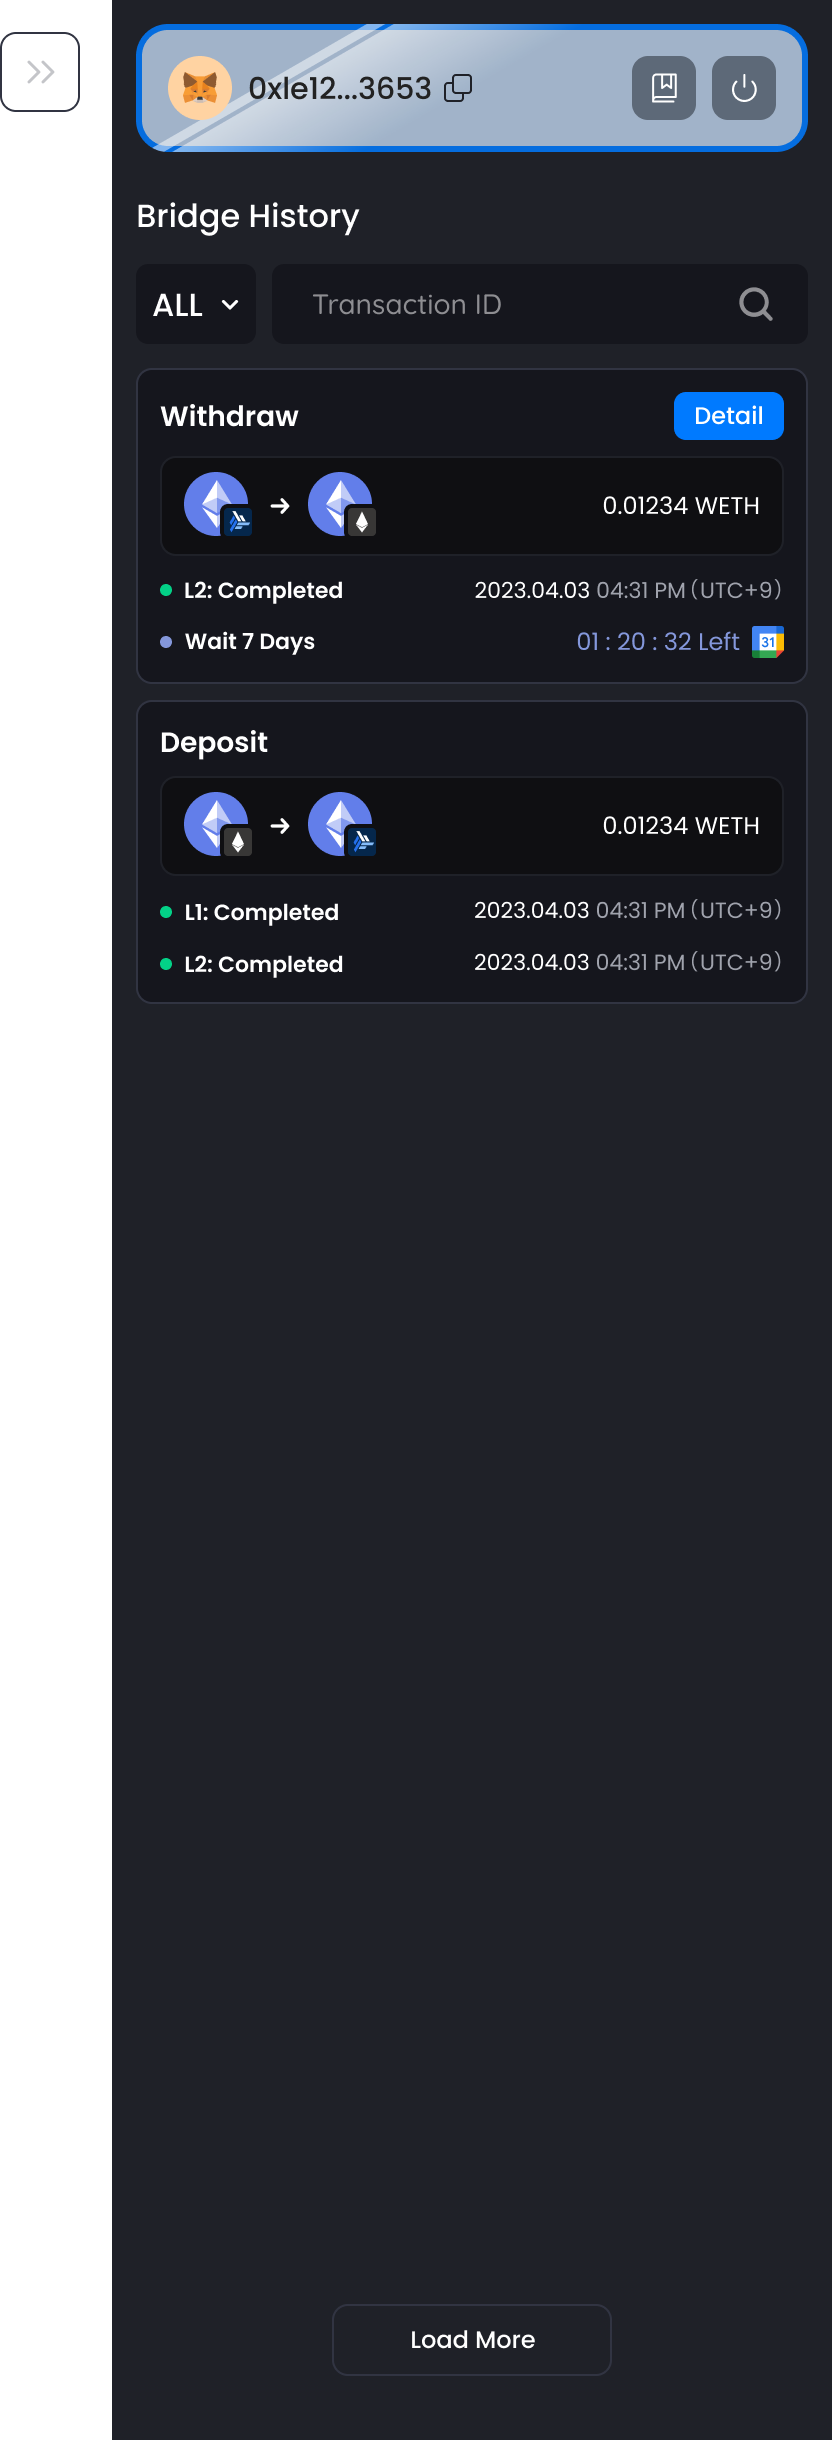 0xle12...3653
Bridge History
ALL
Transaction ID
Withdraw
Detail
0.01234 WETH
L2: Completed
2023.04.03 04:31 PM (UTC+9)
Wait 7 Days
01 : 20 : 32 Left
31
Deposit
0.01234 WETH
L1: Completed
2023.04.03 04:31 PM (UTC+9)
L2: Completed
2023.04.03 04:31 PM (UTC+9)
Load More